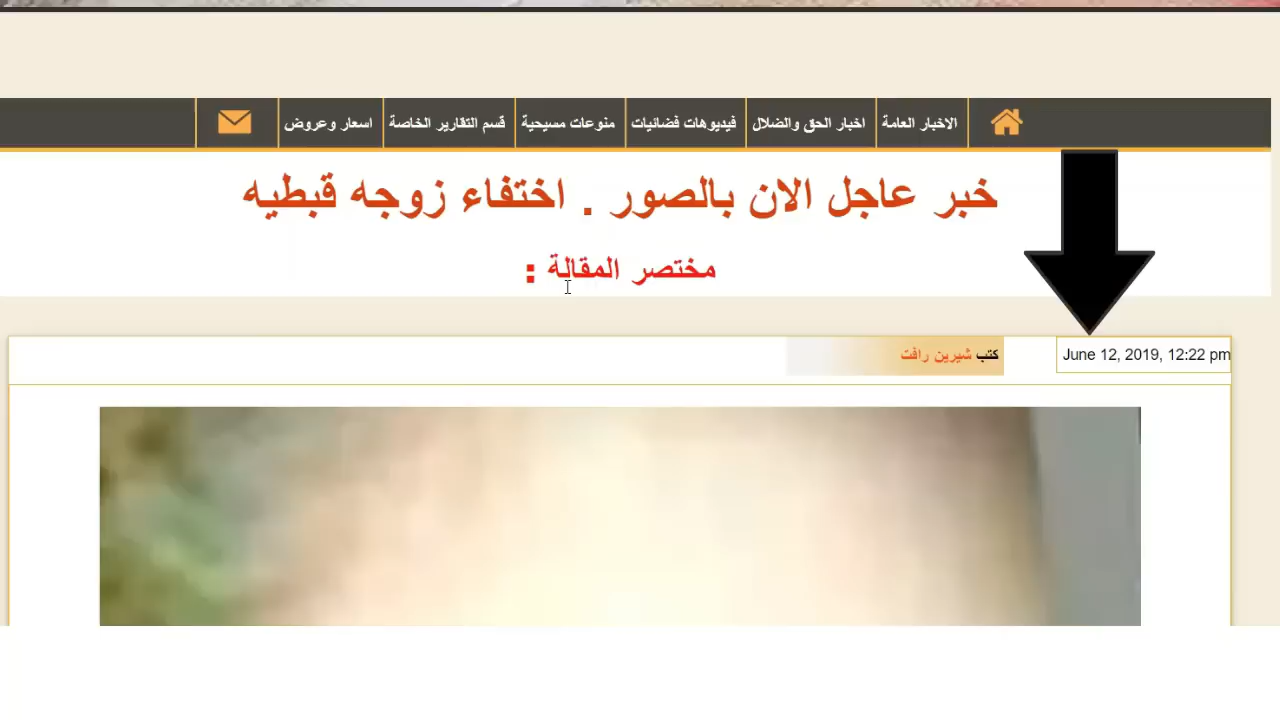 الاخبار العامة اخبار الحق والضلال فيديوهات فضائيات منوعات مسيحية قسم التقارير الخاصة اسعار وعروض
خبر عاجل الان بالصور . اختفاء زوجه قبطيه
مختصر المقالة :
June 12, 2019, 12:22 pm
كتب شيرين رافت